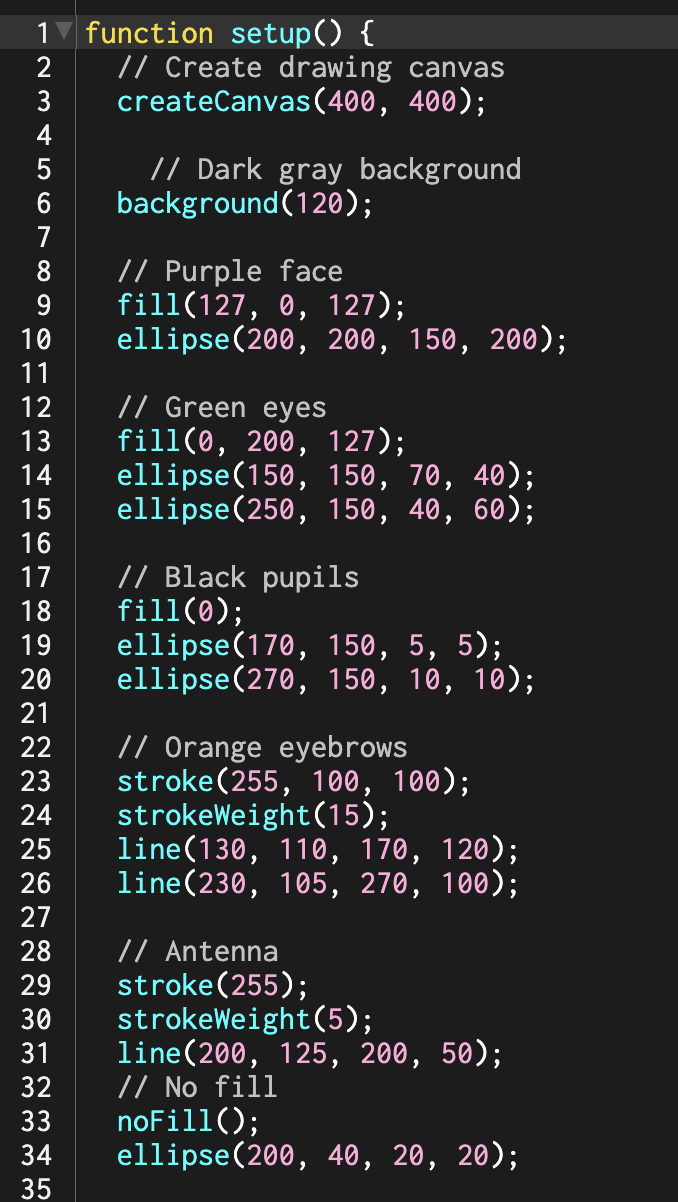 1 function setup() {
2 // Create drawing canvas
3 createCanvas(400, 400);
4
5 // Dark gray background
6 background(120);
7
8 // Purple face
9 fill(127, 0, 127);
10 ellipse(200, 200, 150, 200);
11
12 // Green eyes
13 fill(0, 200, 127);
14 ellipse(150, 150, 70, 40);
15 ellipse(250, 150, 40, 60);
16
17 // Black pupils
18 fill(0);
19 ellipse(170, 150, 5, 5);
20 ellipse(270, 150, 10, 10);
21
22 // Orange eyebrows
23 stroke(255, 100, 100);
24 strokeWeight(15);
25 line(130, 110, 170, 120);
26 line(230, 105, 270, 100);
27
28 // Antenna
29 stroke(255);
30 strokeWeight(5);
31 line(200, 125, 200, 50);
32 // No fill
33 noFill();
34 ellipse(200, 40, 20, 20);
35